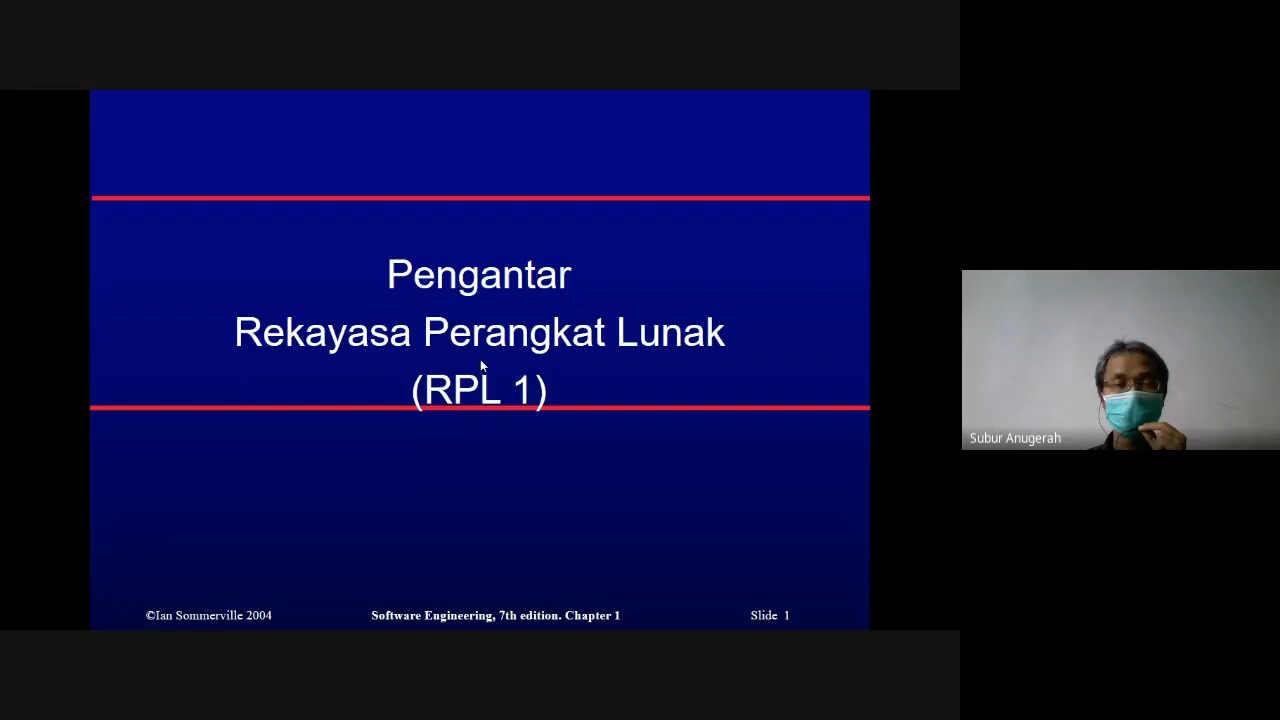 Pengantar
Rekayasa Perangkat Lunak
(RPL 1)
©Ian Sommerville 2004 Software Engineering, 7th edition. Chapter 1 Slide 1
Subur Anugerah